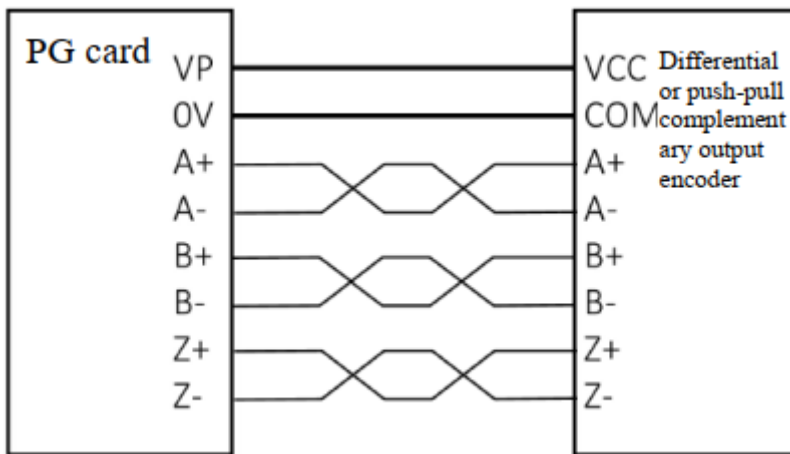 PG card
VP
0V
A+
A-
B+
B-
Z+
Z-
VCC
COM
A+
A-
B+
B-
Z+
Z-
Differential
or push-pull
complement
ary output
encoder